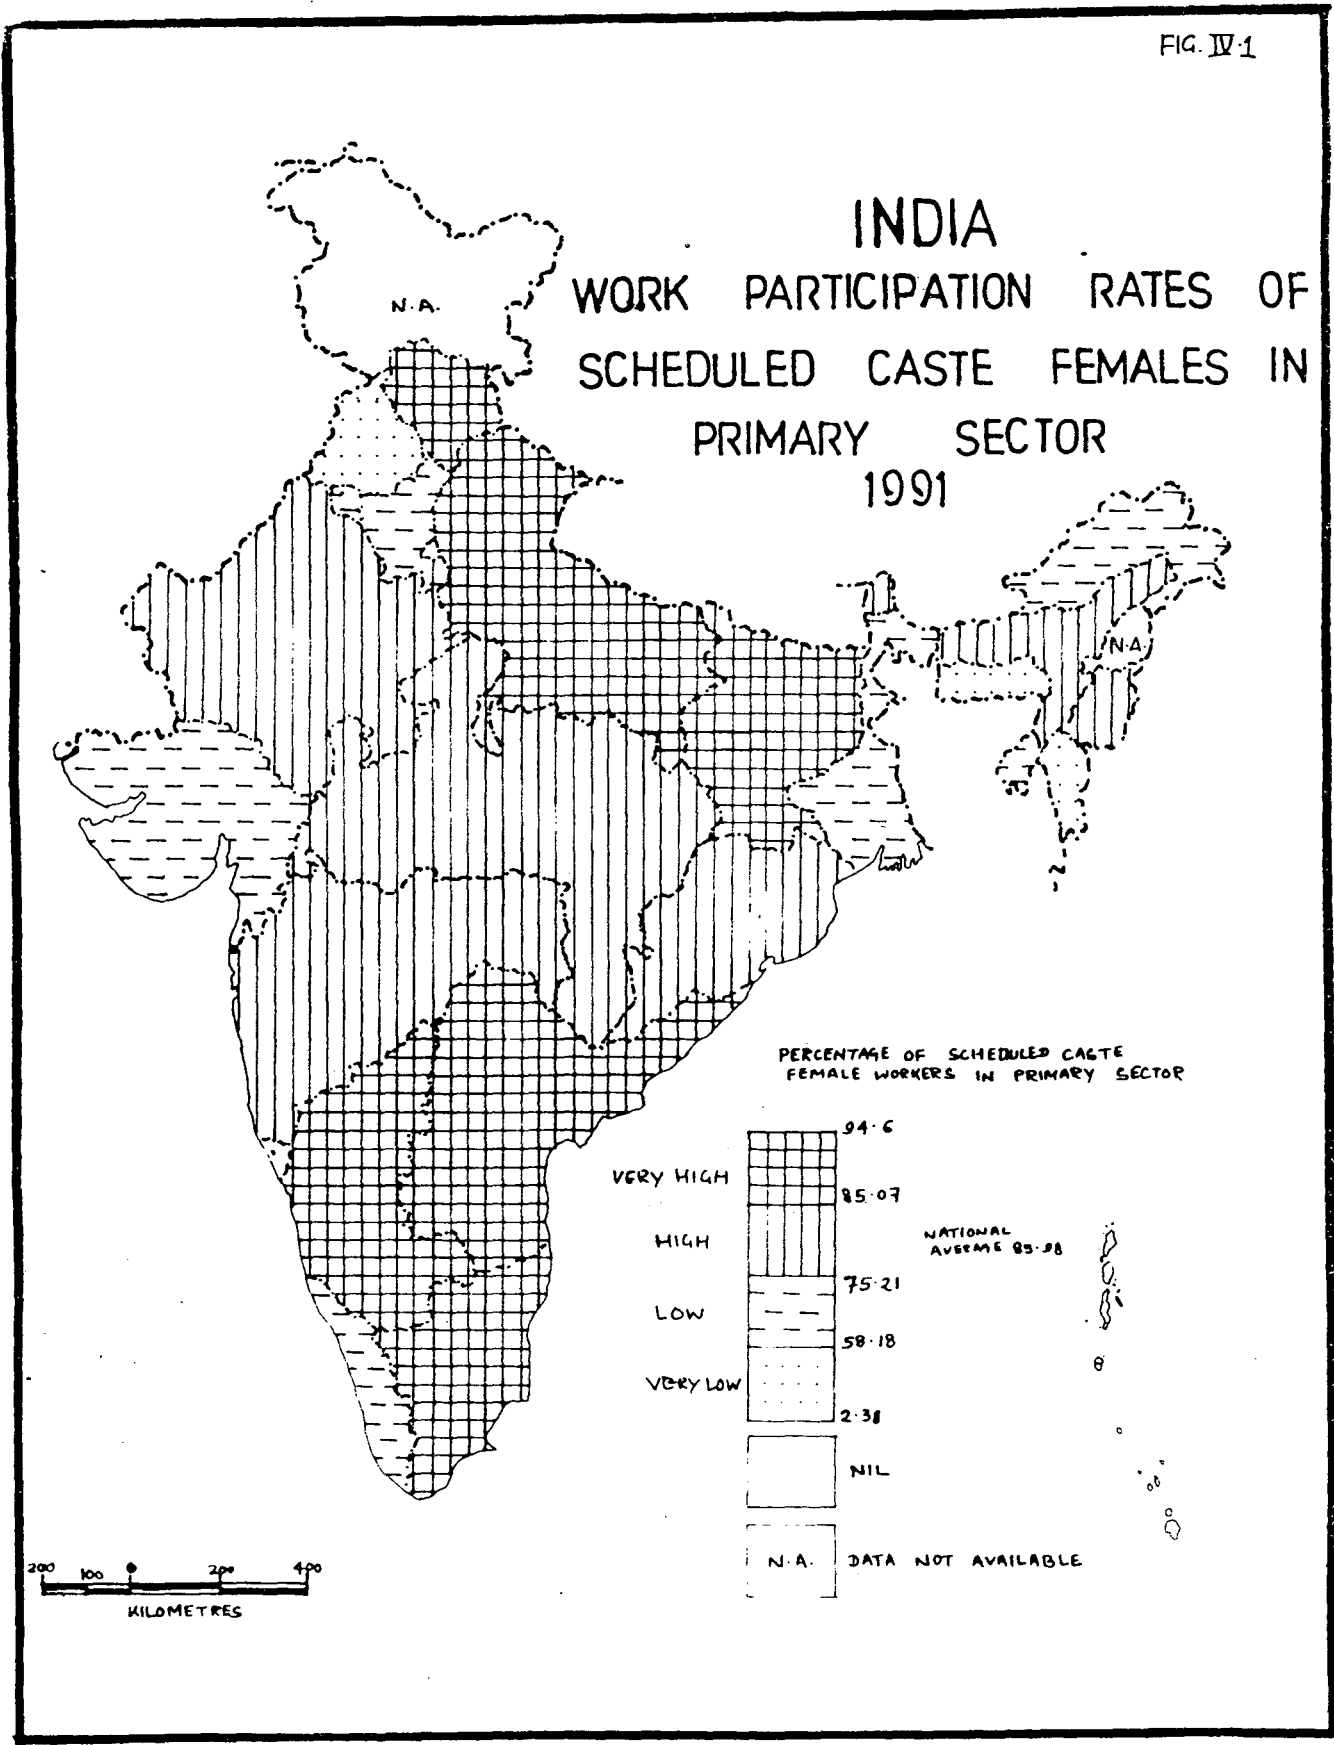 FIG. IV.1
INDIA
WORK PARTICIPATION RATES OF
SCHEDULED CASTE FEMALES IN
PRIMARY SECTOR
1991
N.A.
N.A.
PERCENTAGE OF SCHEDULED CASTE
FEMALE WORKERS IN PRIMARY SECTOR
94.6
VERY HIGH
85.07
HIGH
NATIONAL
AVERAGE
75.21
LOW
58.18
VERY LOW
2.38
NIL
N.A. DATA NOT AVAILABLE
200 100 0 200 400
KILOMETRES